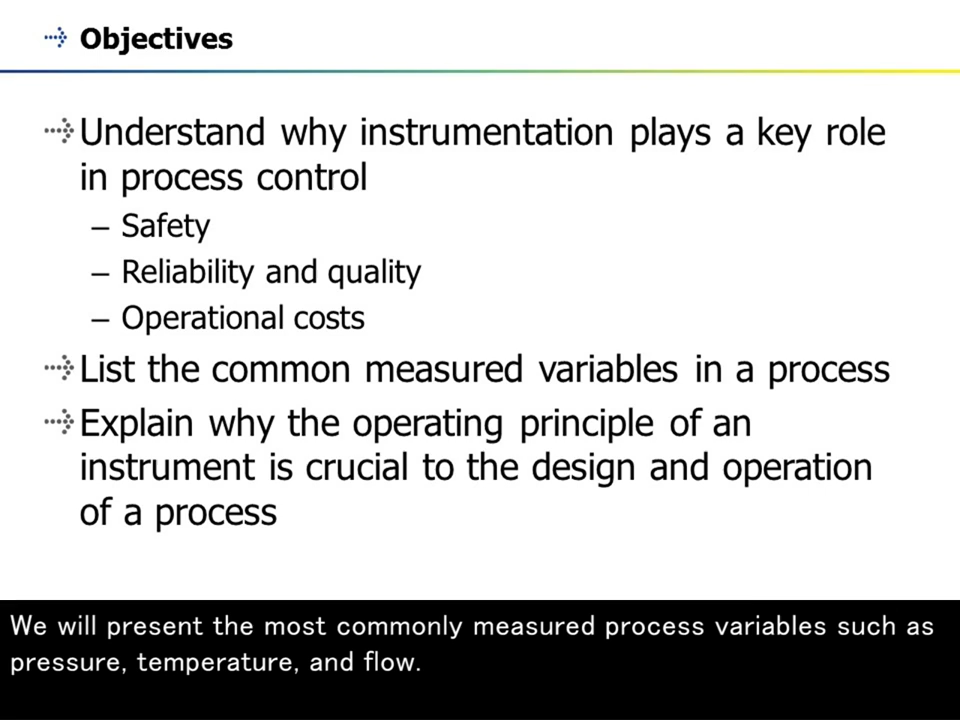 Objectives
Understand why instrumentation plays a key role
in process control
– Safety
– Reliability and quality
– Operational costs
List the common measured variables in a process
Explain why the operating principle of an
instrument is crucial to the design and operation
of a process
We will present the most commonly measured process variables such as
pressure, temperature, and flow.